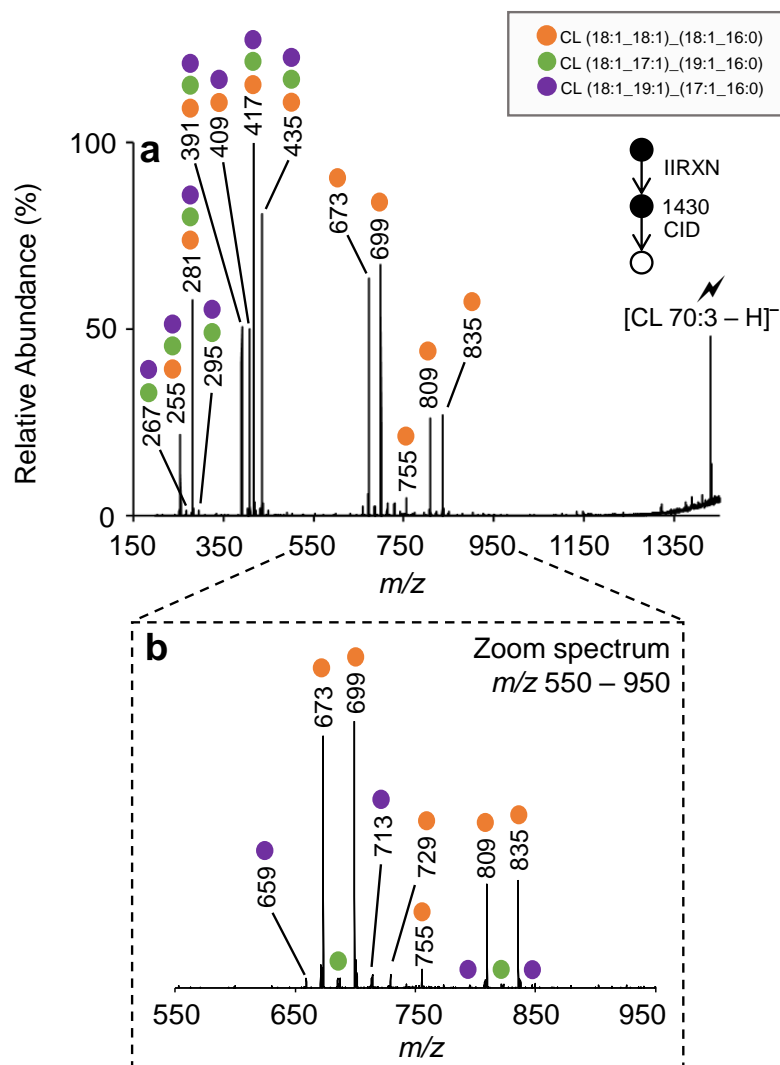 CL (18:1_18:1)_(18:1_16:0)
CL (18:1_17:1)_(19:1_16:0)
CL (18:1_19:1)_(17:1_16:0)
a
Relative Abundance (%)
100
50
0
267
255
281
295
391
409
417
435
673
699
755
809
835
IIRXN
1430
CID
[CL 70:3 – H]⁻
150
350
550
750
950
1150
1350
m/z
b
Zoom spectrum
m/z 550 – 950
659
673
699
713
729
755
809
835
550
650
750
850
950
m/z